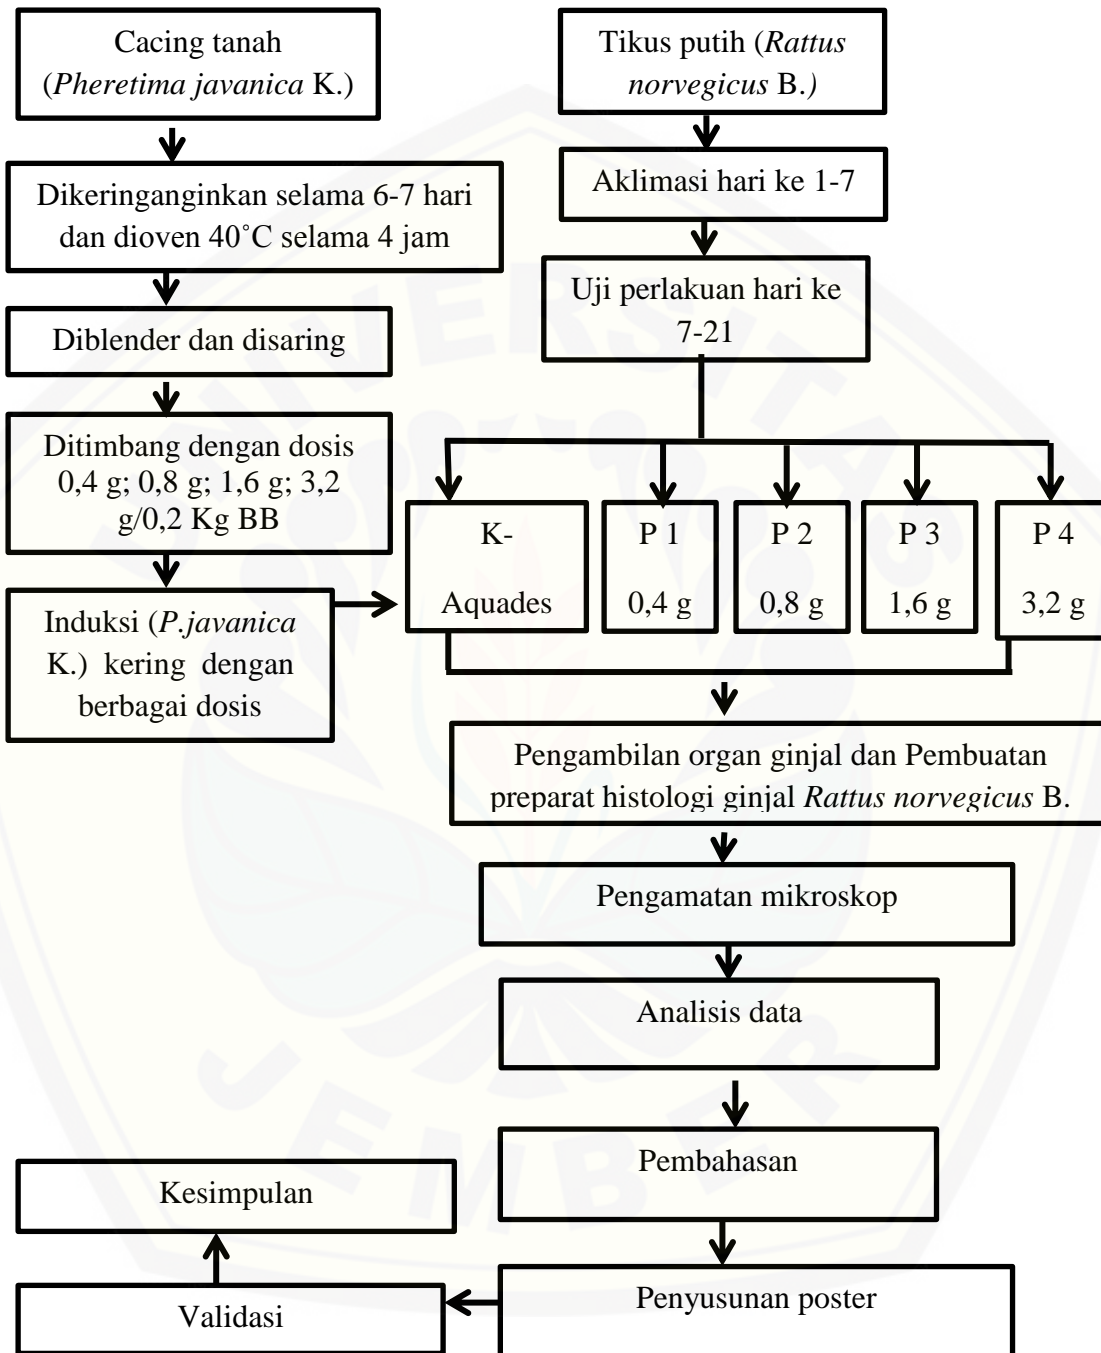 Cacing tanah
(Pheretima javanica K.)
Dikeringanginkan selama 6-7 hari
dan dioven 40˚C selama 4 jam
Diblender dan disaring
Ditimbang dengan dosis
0,4 g; 0,8 g; 1,6 g; 3,2
g/0,2 Kg BB
Induksi (P.javanica
K.) kering dengan
berbagai dosis
Tikus putih (Rattus
norvegicus B.)
Aklimasi hari ke 1-7
Uji perlakuan hari ke
7-21
K-
Aquades
P 1
0,4 g
P 2
0,8 g
P 3
1,6 g
P 4
3,2 g
Pengambilan organ ginjal dan Pembuatan
preparat histologi ginjal Rattus norvegicus B.
Pengamatan mikroskop
Analisis data
Pembahasan
Penyusunan poster
Validasi
Kesimpulan
UNIVERSITAS
JEMBER